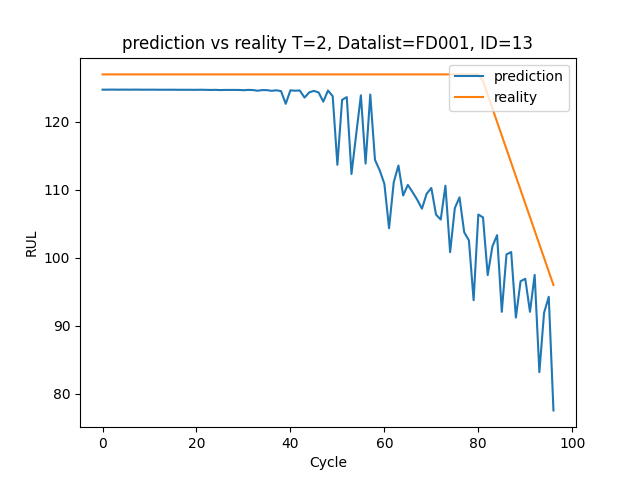 prediction vs reality T=2, Datalist=FD001, ID=13
prediction
reality
120
110
100
90
80
RUL
0 20 40 60 80 100
Cycle